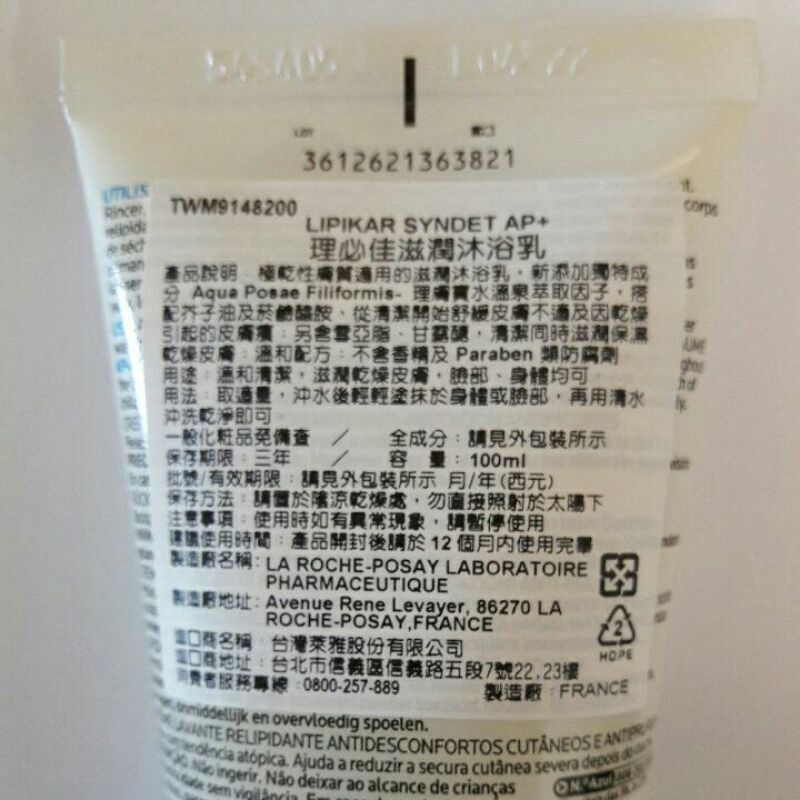 LOT
3612621363821
TWM9148200
LIPIKAR SYNDET AP+
理必佳滋潤沐浴乳
產品說明：極乾性膚質適用的滋潤沐浴乳，新添加獨特成
分 Aqua Posae Filiformis- 理膚寶水溫泉萃取因子，搭
配芥子油及菸鹼醯胺、從清潔開始舒緩皮膚不適及因乾燥
引起的皮膚癢；另含雪亞脂、甘露醣，清潔同時滋潤保濕
乾燥皮膚；溫和配方：不含香精及 Paraben 類防腐劑
用途：溫和清潔，滋潤乾燥皮膚，臉部、身體均可
用法：取適量，沖水後輕輕塗抹於身體或臉部，再用清水
沖洗乾淨即可
一般化粧品免備查 ／ 全成分：請見外包裝所示
保存期限：三年 ／ 容 量：100ml
批號/有效期限：請見外包裝所示 月/年(西元)
保存方法：請置於陰涼乾燥處，勿直接照射於太陽下
注意事項：使用時如有異常現象，請暫停使用
建議使用時間：產品開封後請於 12 個月內使用完畢
製造廠名稱：LA ROCHE-POSAY LABORATOIRE
PHARMACEUTIQUE
製造廠地址：Avenue Rene Levayer, 86270 LA
ROCHE-POSAY,FRANCE
2
HDPE
進口商名稱：台灣萊雅股份有限公司
進口商地址：台北市信義區信義路五段7號22,23樓
消費者服務專線：0800-257-889 製造廠：FRANCE
UTILIS
Rincer.
corps
onmiddellijk en overvloedig spoelen.
LAVANTE RELIPIDANTE ANTIDESCONFORTOS CUTÂNEOS E
tendência atópica. Ajuda a reduzir a secura cutânea severa depois do
Não ingerir. Não deixar ao alcance de crianças
sem vigilância.
N.° Azul